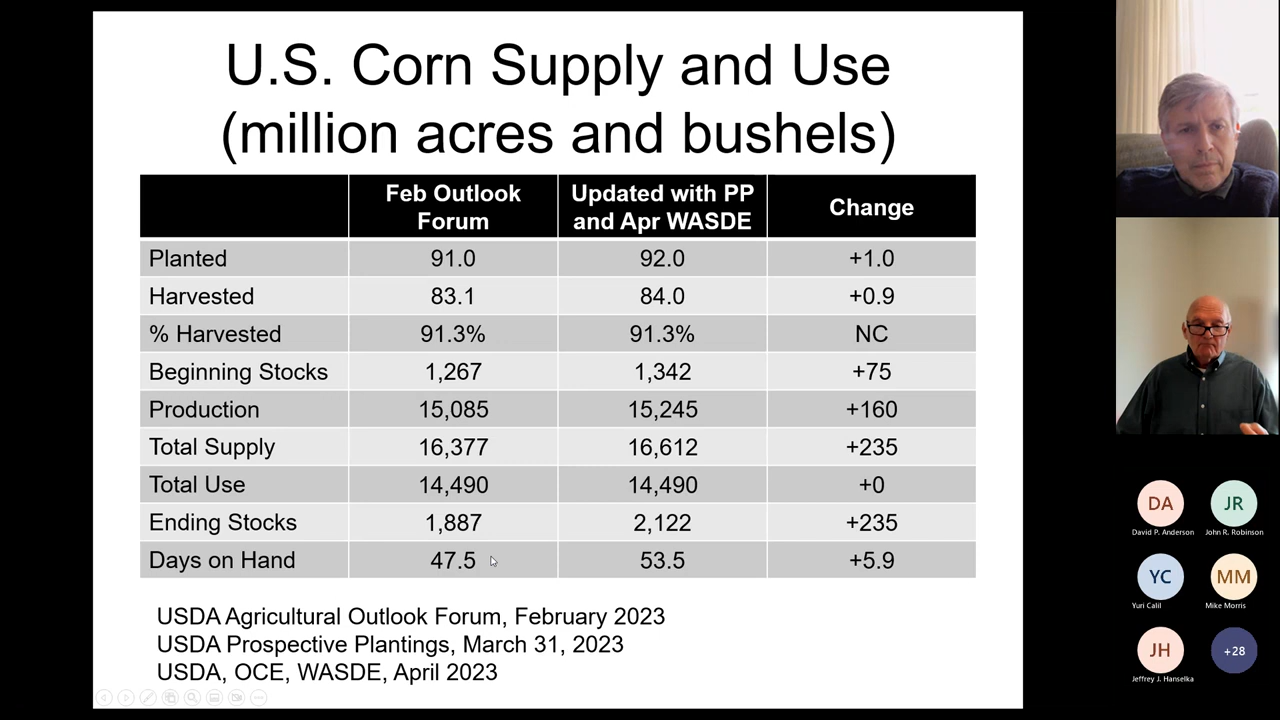 U.S. Corn Supply and Use
(million acres and bushels)
Feb Outlook Forum Updated with PP and Apr WASDE Change
Planted 91.0 92.0 +1.0
Harvested 83.1 84.0 +0.9
% Harvested 91.3% 91.3% NC
Beginning Stocks 1,267 1,342 +75
Production 15,085 15,245 +160
Total Supply 16,377 16,612 +235
Total Use 14,490 14,490 +0
Ending Stocks 1,887 2,122 +235
Days on Hand 47.5 53.5 +5.9
USDA Agricultural Outlook Forum, February 2023
USDA Prospective Plantings, March 31, 2023
USDA, OCE, WASDE, April 2023
DA JR
David P. Anderson John R. Robinson
YC MM
Yuri Calil Mike Morris
JH +28
Jeffrey J. Hanselka